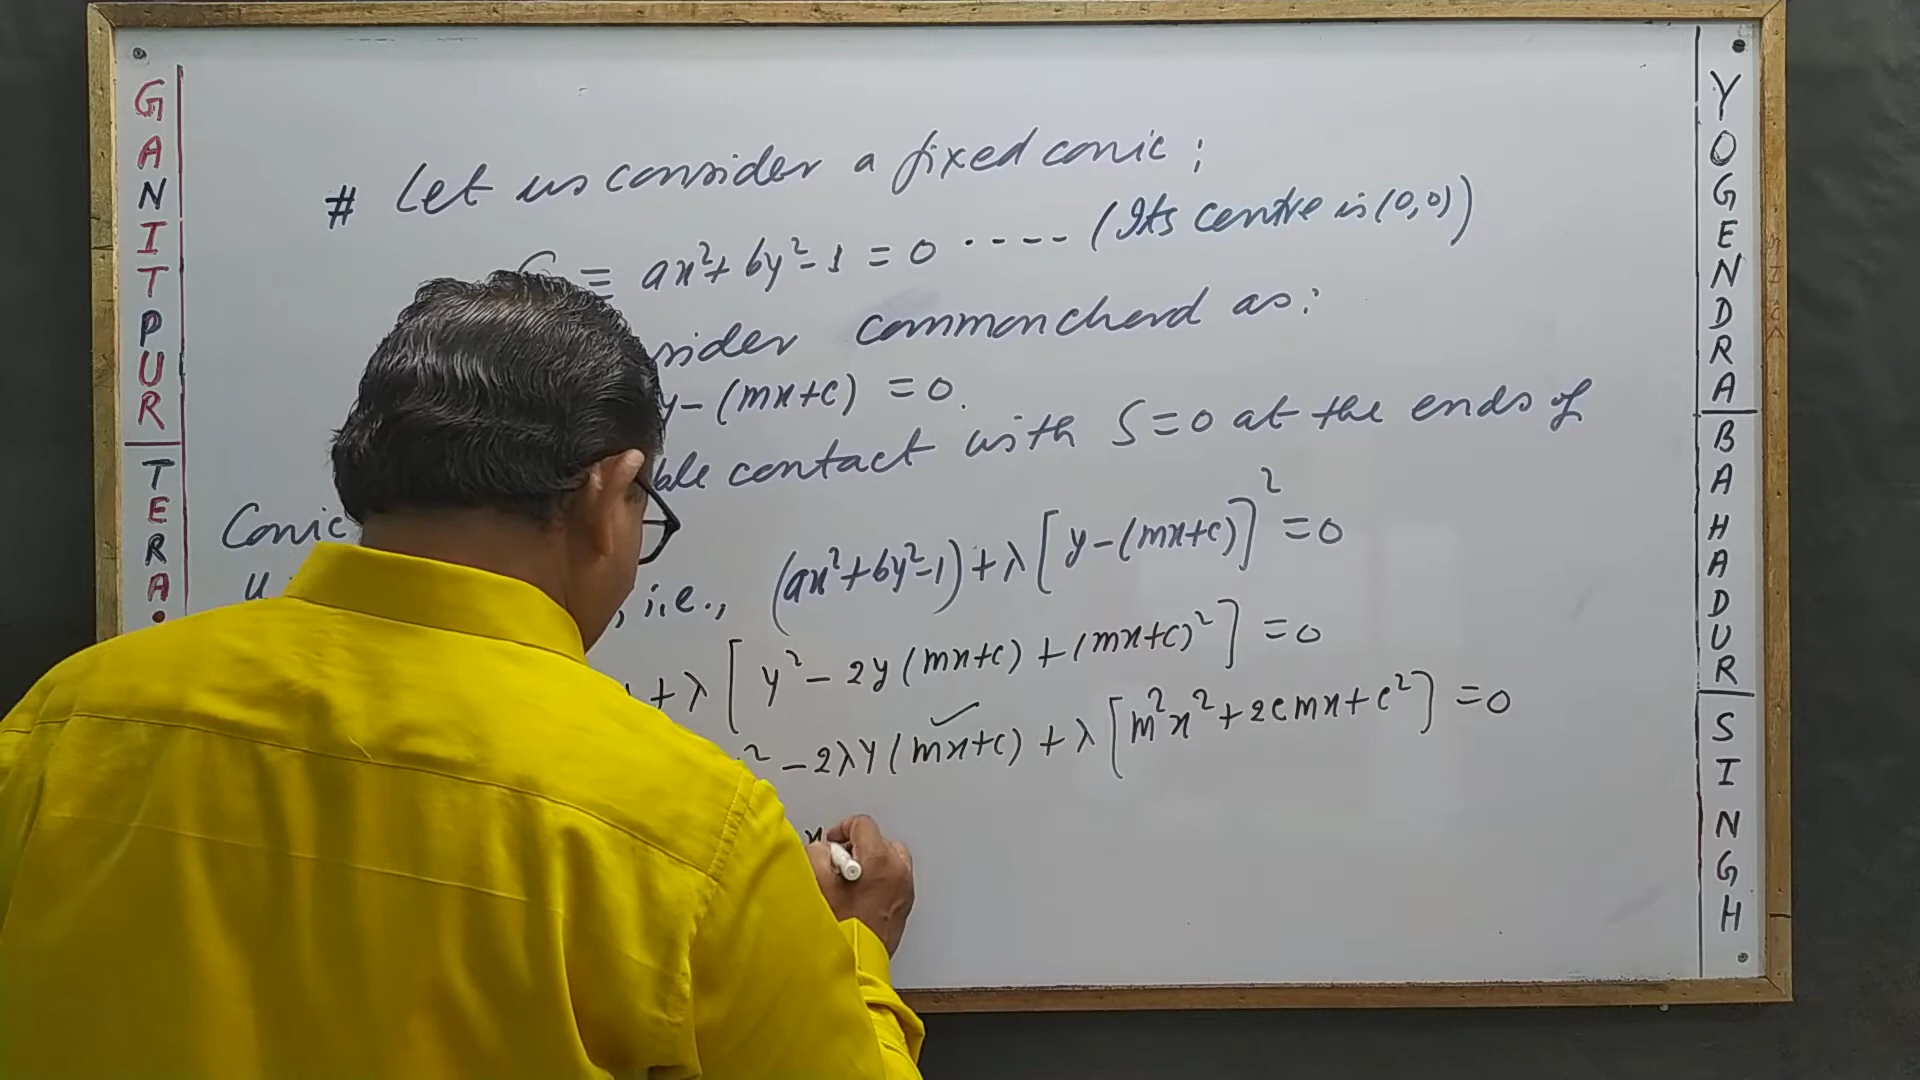 GANITPUR | TERA.
# Let us consider a fixed conic;
≡ ax²+by²-1 = 0 ---- (Its centre is (0,0))
commonchord as:
y-(mx+c) = 0.
contact with S=0 at the ends of
Conic
, i.e., (ax²+by²-1)+λ[y-(mx+c)]²=0
+λ[y²-2y(mx+c)+(mx+c)²]=0
² -2λy(mx+c)+λ[m²x²+2cmx+c²]=0
x
YOGENDRA | BAHADUR | SINGH